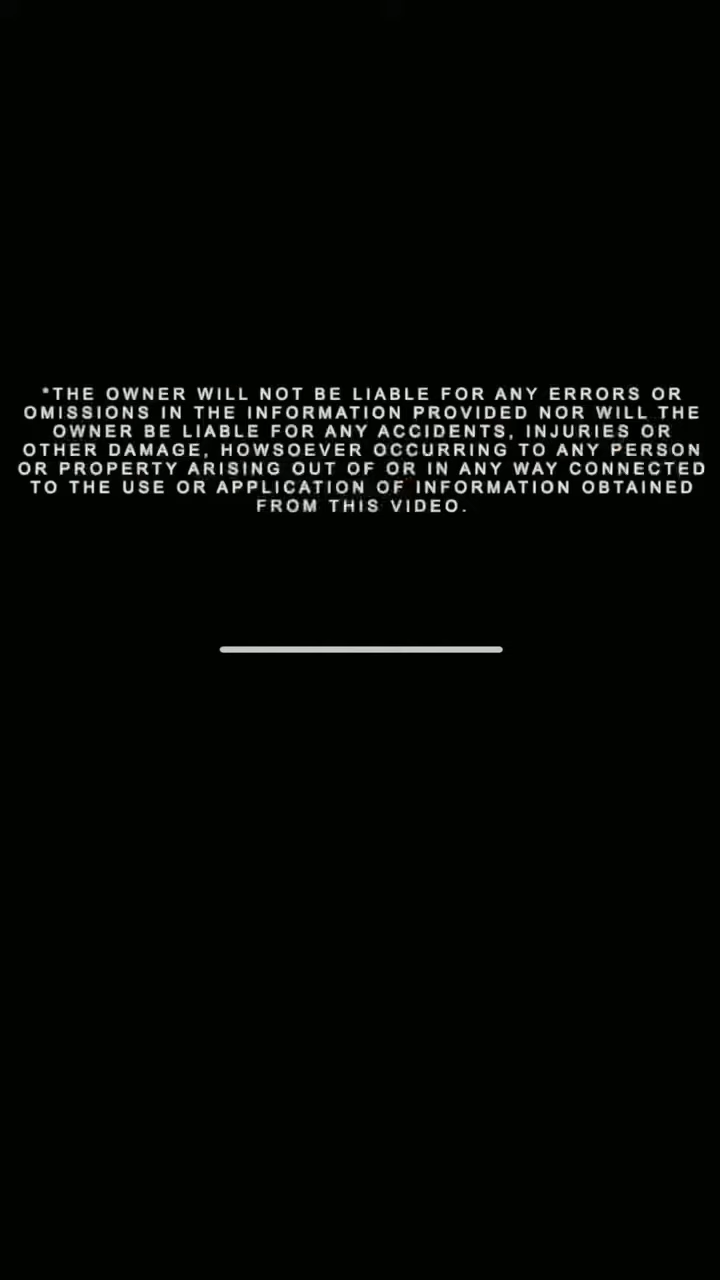 *THE OWNER WILL NOT BE LIABLE FOR ANY ERRORS OR
OMISSIONS IN THE INFORMATION PROVIDED NOR WILL THE
OWNER BE LIABLE FOR ANY ACCIDENTS, INJURIES OR
OTHER DAMAGE, HOWSOEVER OCCURRING TO ANY PERSON
OR PROPERTY ARISING OUT OF OR IN ANY WAY CONNECTED
TO THE USE OR APPLICATION OF INFORMATION OBTAINED
FROM THIS VIDEO.